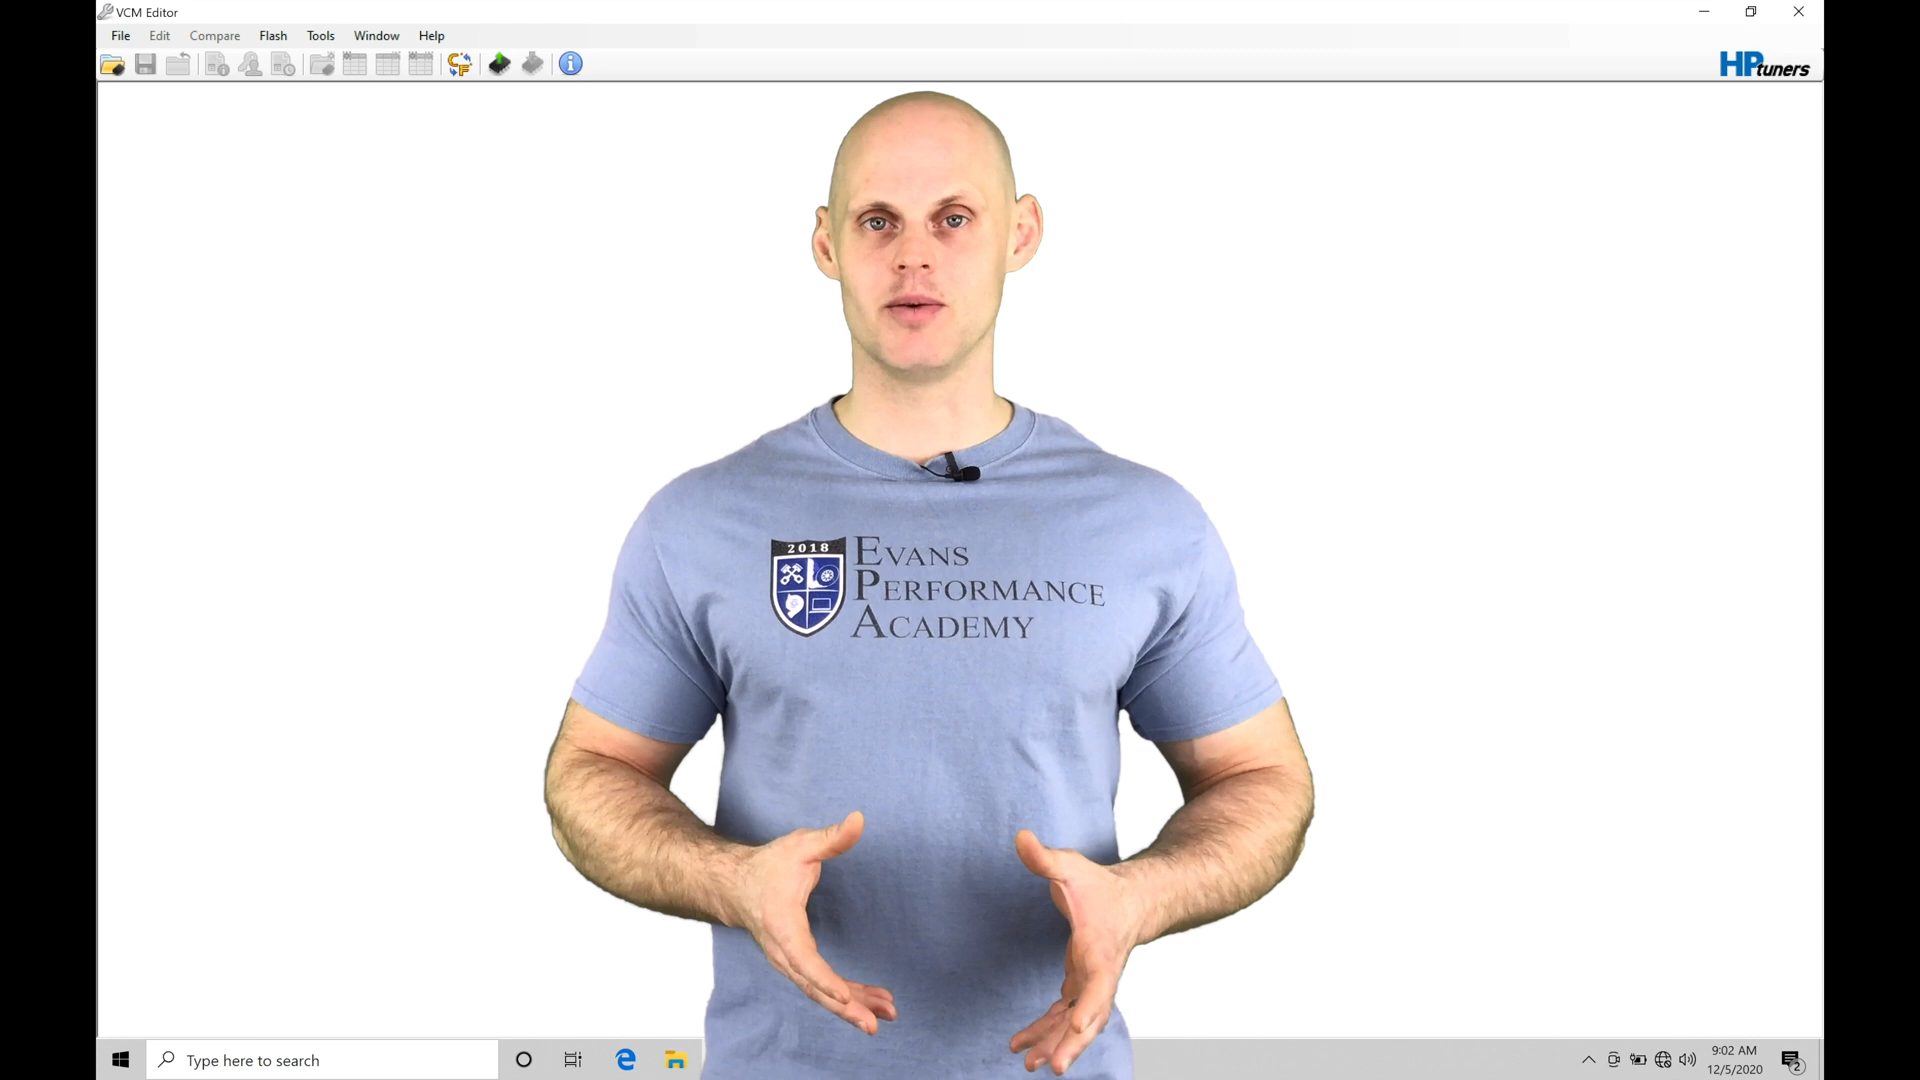 VCM Editor
File Edit Compare Flash Tools Window Help
HPtuners
2018
EVANS
PERFORMANCE
ACADEMY
Type here to search
9:02 AM
12/5/2020
2